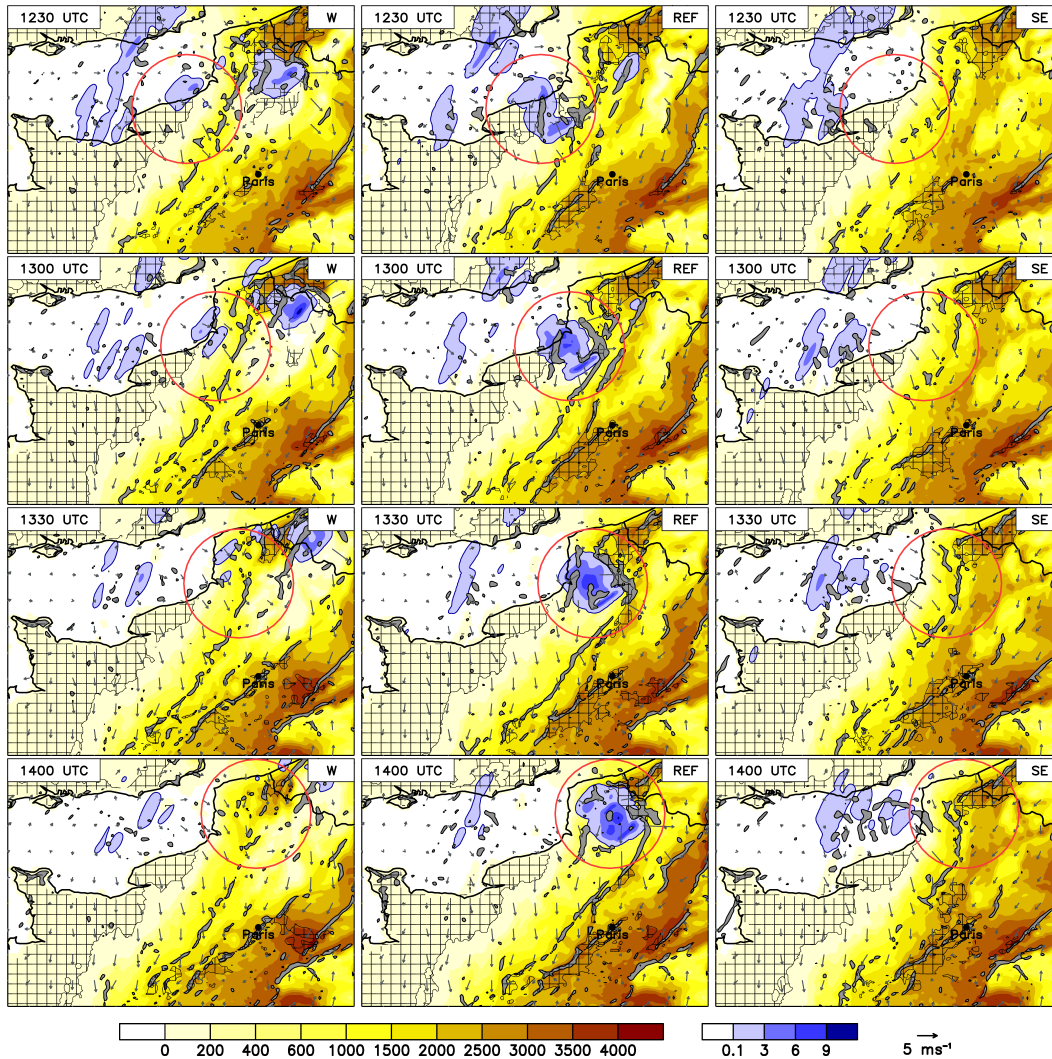 1230 UTC W 1230 UTC REF 1230 UTC SE
Paris Paris Paris
1300 UTC W 1300 UTC REF 1300 UTC SE
Paris Paris Paris
1330 UTC W 1330 UTC REF 1330 UTC SE
Paris Paris Paris
1400 UTC W 1400 UTC REF 1400 UTC SE
Paris Paris Paris
0 200 600 1000 1500 2000 2500 3000 3500 4000 0.1 3 6 9 5 ms⁻¹